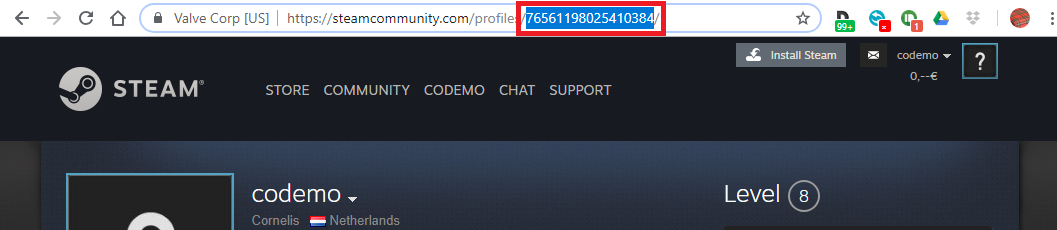 Valve Corp [US] | https://steamcommunity.com/profiles/76561198025410384/
99+ x 1
Install Steam codemo
0,--€ ?
STEAM® STORE COMMUNITY CODEMO CHAT SUPPORT
codemo Level 8
Cornelis Netherlands